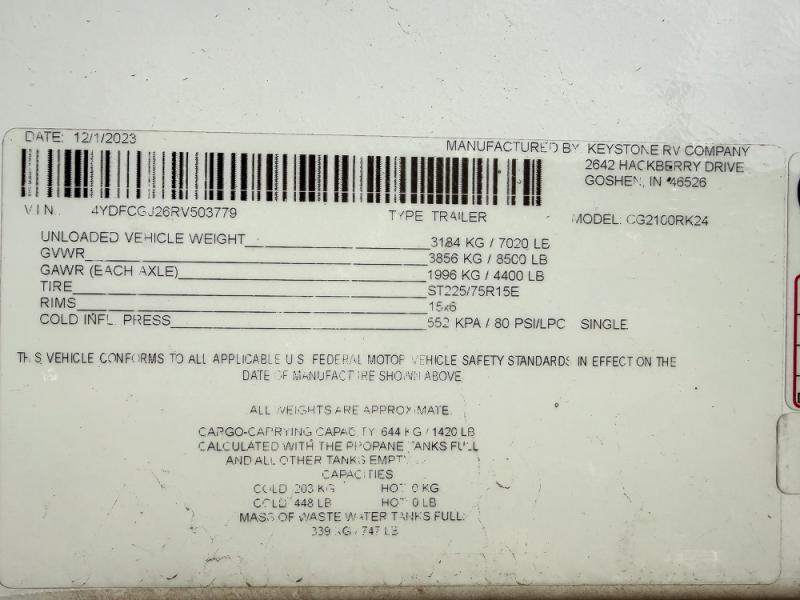 DATE: 12/1/2023
MANUFACTURED BY KEYSTONE RV COMPANY
2642 HACKBERRY DRIVE
GOSHEN, IN 46526
V I N : 4YDFCGJ26RV503779 TYPE TRAILER MODEL: CG2100RK24
UNLOADED VEHICLE WEIGHT 3184 KG / 7020 LB
GVWR 3856 KG / 8500 LB
GAWR (EACH AXLE) 1996 KG / 4400 LB
TIRE ST225/75R15E
RIMS 15x6
COLD INFL. PRESS 552 KPA / 80 PSI/LPC SINGLE
THIS VEHICLE CONFORMS TO ALL APPLICABLE U.S. FEDERAL MOTOR VEHICLE SAFETY STANDARDS IN EFFECT ON THE
DATE OF MANUFACTURE SHOWN ABOVE
ALL WEIGHTS ARE APPROXIMATE.
CARGO-CARRYING CAPACITY 644 KG / 1420 LB
CALCULATED WITH THE PROPANE TANKS FULL
AND ALL OTHER TANKS EMPTY
CAPACITIES
COLD 203 KG HOT 0 KG
COLD 448 LB HOT 0 LB
MASS OF WASTE WATER TANKS FULL:
339 KG / 747 LB